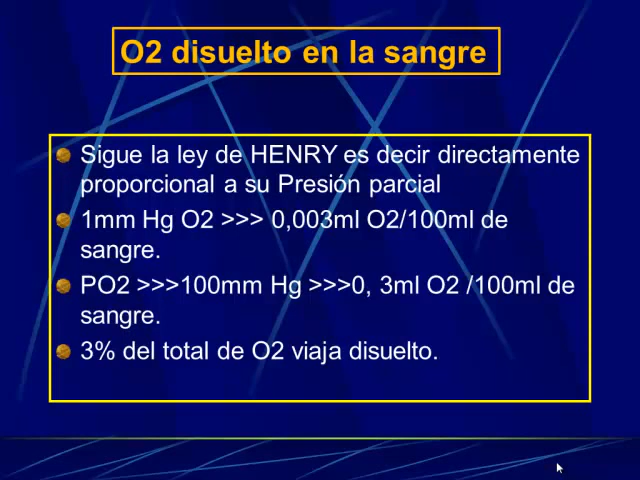 O2 disuelto en la sangre
Sigue la ley de HENRY es decir directamente
proporcional a su Presión parcial
1mm Hg O2 >>> 0,003ml O2/100ml de
sangre.
PO2 >>>100mm Hg >>>0, 3ml O2 /100ml de
sangre.
3% del total de O2 viaja disuelto.